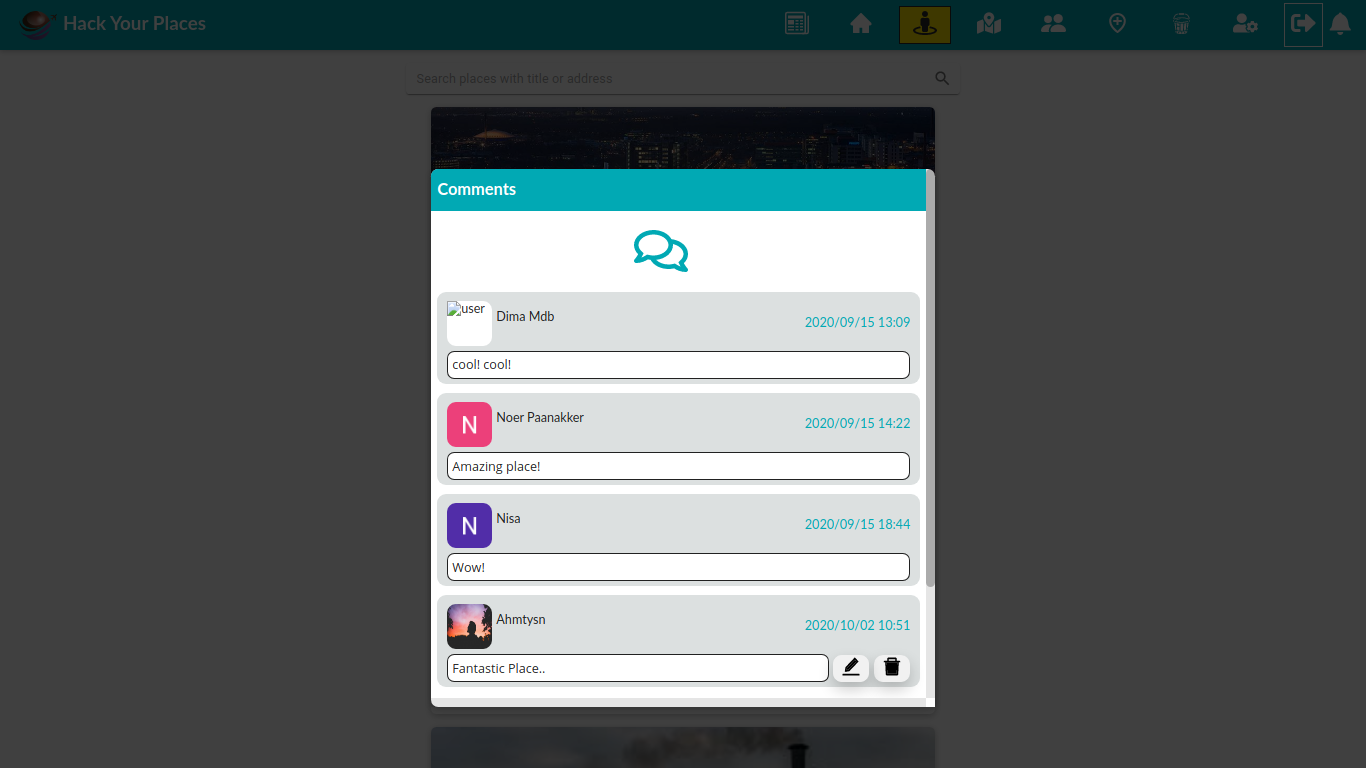 Hack Your Places
Search places with title or address
Comments
user
Dima Mdb
2020/09/15 13:09
cool! cool!
N
Noer Paanakker
2020/09/15 14:22
Amazing place!
N
Nisa
2020/09/15 18:44
Wow!
Ahmtysn
2020/10/02 10:51
Fantastic Place..